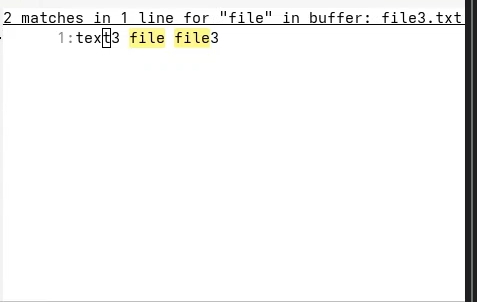 2 matches in 1 line for "file" in buffer: file3.txt
1:text3 file file3